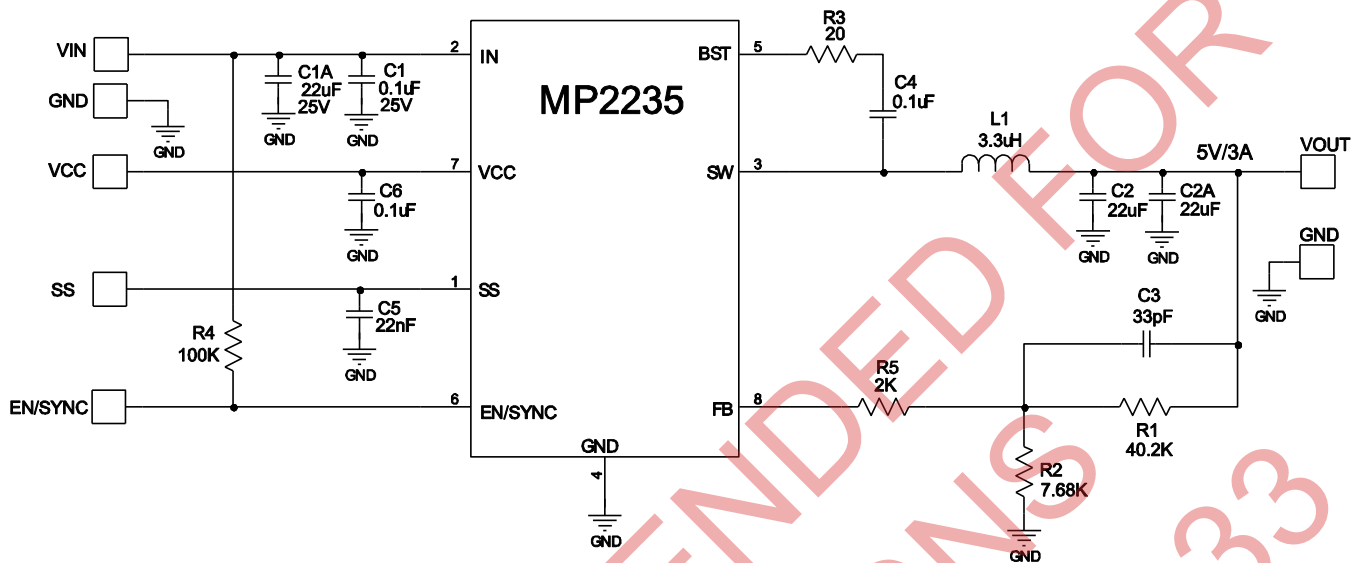 VIN
GND
VCC
SS
EN/SYNC
GND
C1A
22uF
25V
GND
C1
0.1uF
25V
GND
C6
0.1uF
GND
C5
22nF
GND
R4
100K
2
IN
7
VCC
1
SS
6
EN/SYNC
MP2235
GND
4
GND
BST
5
SW
3
FB
8
R3
20
C4
0.1uF
L1
3.3uH
5V/3A
VOUT
C2
22uF
GND
C2A
22uF
GND
GND
GND
C3
33pF
R5
2K
R1
40.2K
R2
7.68K
GND
ENDED FOR
NS
33